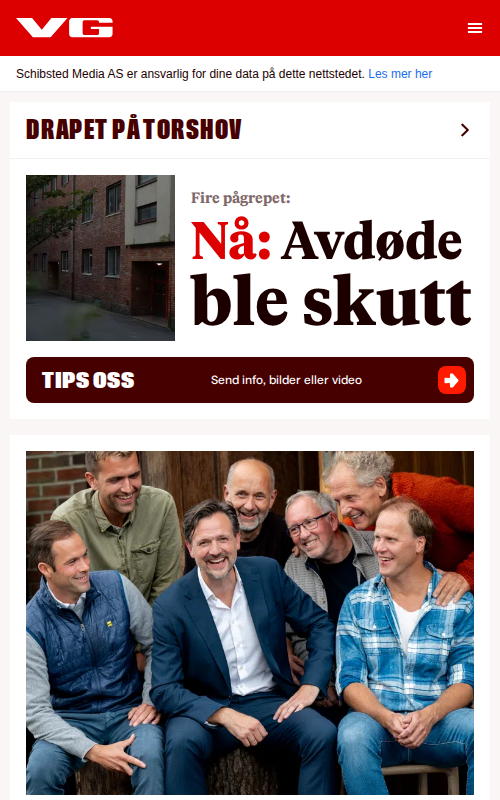 VG
Schibsted Media AS er ansvarlig for dine data på dette nettstedet. Les mer her
DRAPET PÅ TORSHOV
Fire pågrepet:
Nå: Avdøde
ble skutt
TIPS OSS
Send info, bilder eller video